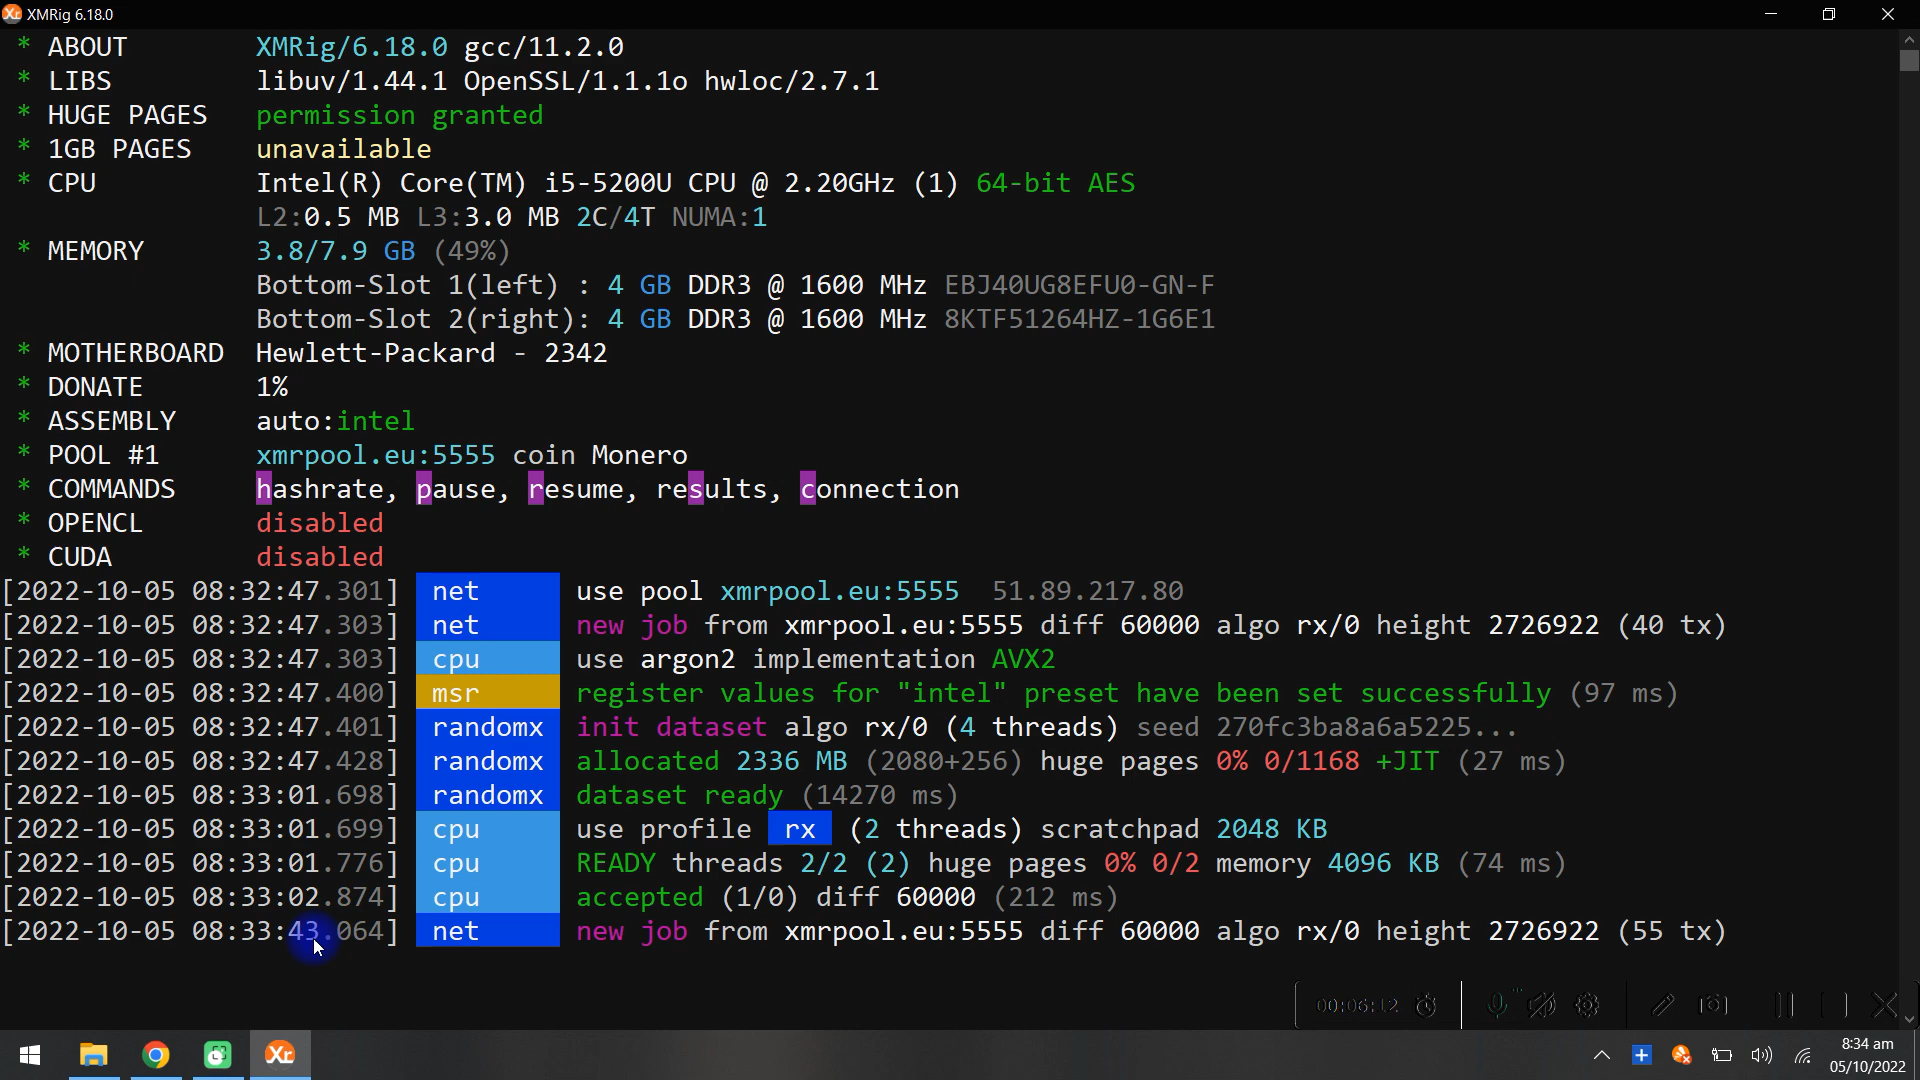 XMRig 6.18.0
* ABOUT XMRig/6.18.0 gcc/11.2.0
* LIBS libuv/1.44.1 OpenSSL/1.1.1o hwloc/2.7.1
* HUGE PAGES permission granted
* 1GB PAGES unavailable
* CPU Intel(R) Core(TM) i5-5200U CPU @ 2.20GHz (1) 64-bit AES
L2:0.5 MB L3:3.0 MB 2C/4T NUMA:1
* MEMORY 3.8/7.9 GB (49%)
Bottom-Slot 1(left) : 4 GB DDR3 @ 1600 MHz EBJ40UG8EFU0-GN-F
Bottom-Slot 2(right): 4 GB DDR3 @ 1600 MHz 8KTF51264HZ-1G6E1
* MOTHERBOARD Hewlett-Packard - 2342
* DONATE 1%
* ASSEMBLY auto:intel
* POOL #1 xmrpool.eu:5555 coin Monero
* COMMANDS hashrate, pause, resume, results, connection
* OPENCL disabled
* CUDA disabled
[2022-10-05 08:32:47.301] net use pool xmrpool.eu:5555 51.89.217.80
[2022-10-05 08:32:47.303] net new job from xmrpool.eu:5555 diff 60000 algo rx/0 height 2726922 (40 tx)
[2022-10-05 08:32:47.303] cpu use argon2 implementation AVX2
[2022-10-05 08:32:47.400] msr register values for "intel" preset have been set successfully (97 ms)
[2022-10-05 08:32:47.401] randomx init dataset algo rx/0 (4 threads) seed 270fc3ba8a6a5225...
[2022-10-05 08:32:47.428] randomx allocated 2336 MB (2080+256) huge pages 0% 0/1168 +JIT (27 ms)
[2022-10-05 08:33:01.698] randomx dataset ready (14270 ms)
[2022-10-05 08:33:01.699] cpu use profile rx (2 threads) scratchpad 2048 KB
[2022-10-05 08:33:01.776] cpu READY threads 2/2 (2) huge pages 0% 0/2 memory 4096 KB (74 ms)
[2022-10-05 08:33:02.874] cpu accepted (1/0) diff 60000 (212 ms)
[2022-10-05 08:33:43.064] net new job from xmrpool.eu:5555 diff 60000 algo rx/0 height 2726922 (55 tx)
00:06:12
Xr
8:34 am
05/10/2022